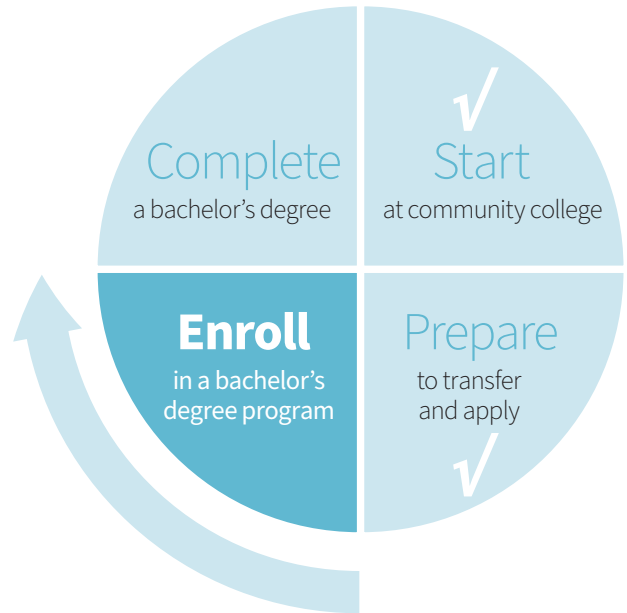 Complete
a bachelor’s degree
√
Start
at community college
Enroll
in a bachelor’s
degree program
Prepare
to transfer
and apply
√